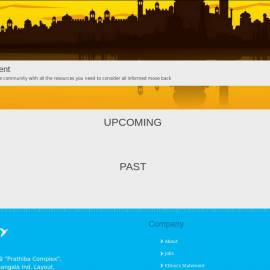 ent
community with all the resources you need to consider all informed move back
UPCOMING
PAST
Company
About
Jobs
9 "Prathiba Complex",
angala Ind. Layout,
Ethics Statement